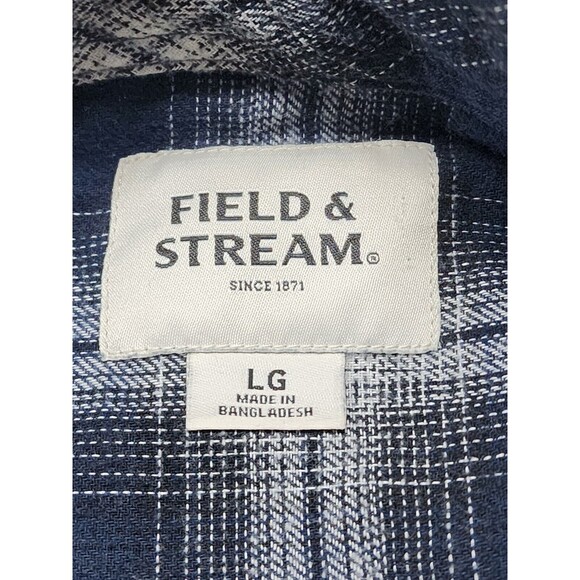 FIELD &
STREAM®
SINCE 1871
LG
MADE IN
BANGLADESH